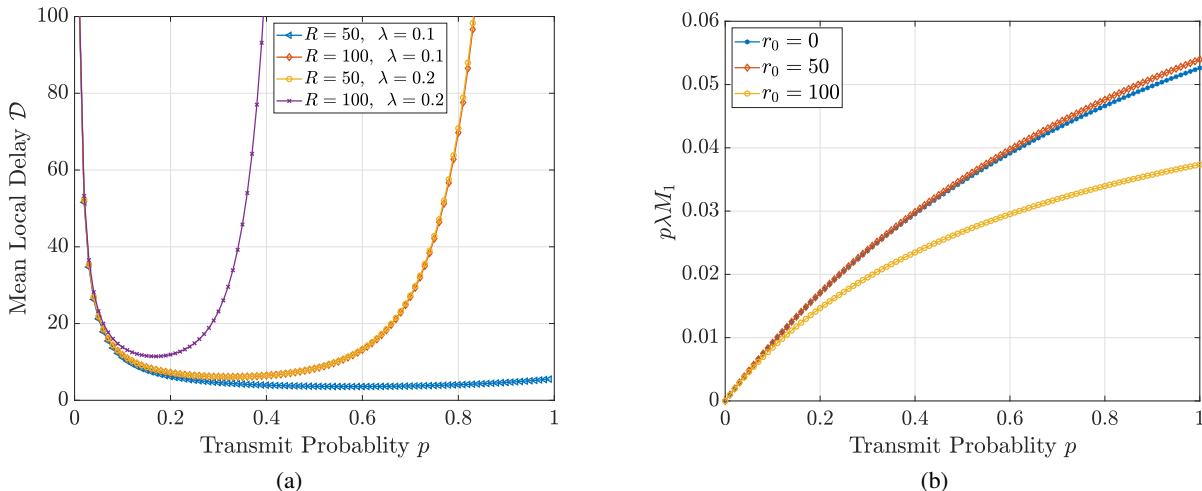 100
80
60
40
20
0
Mean Local Delay 𝒟
R = 50, λ = 0.1
R = 100, λ = 0.1
R = 50, λ = 0.2
R = 100, λ = 0.2
0 0.2 0.4 0.6 0.8 1
Transmit Probablity p
(a)
0.06
0.05
0.04
0.03
0.02
0.01
0
pλM₁
r₀ = 0
r₀ = 50
r₀ = 100
0 0.2 0.4 0.6 0.8 1
Transmit Probablity p
(b)